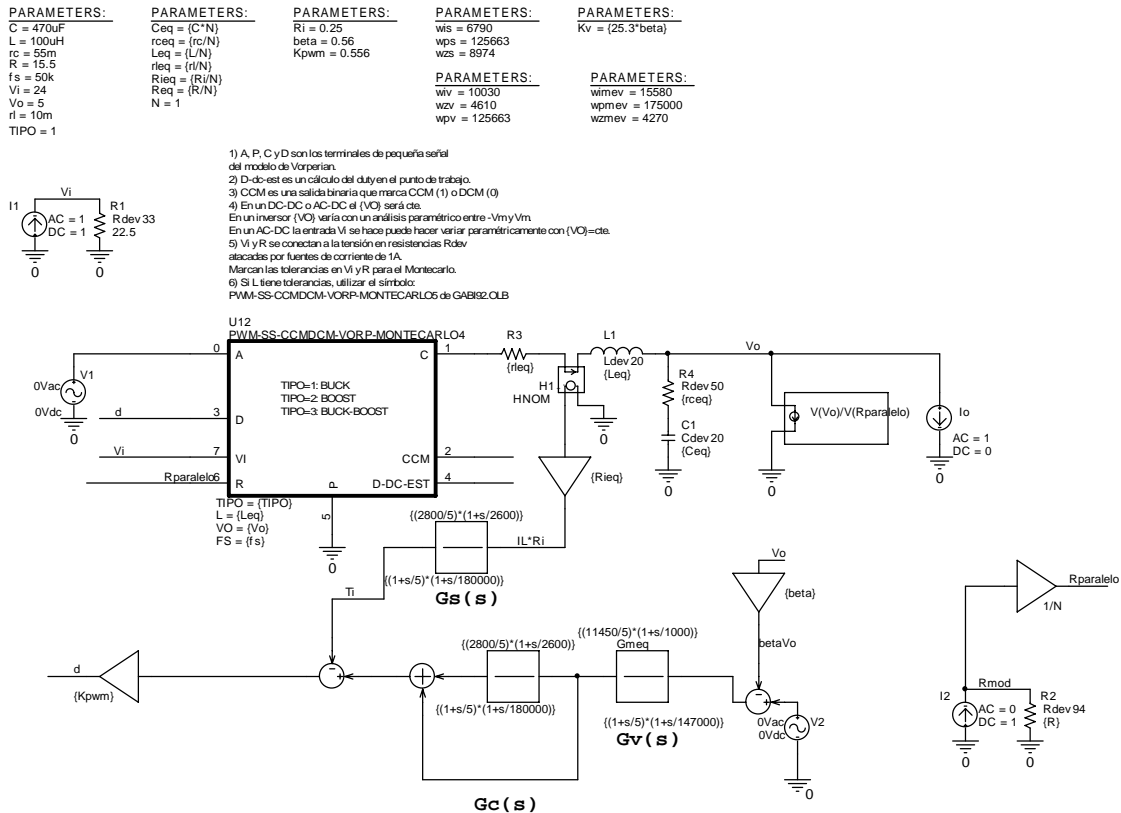 PARAMETERS:
C = 470uF
L = 100uH
rc = 55m
R = 15.5
fs = 50k
Vi = 24
Vo = 5
rl = 10m
TIPO = 1
PARAMETERS:
Ceq = {C*N}
rceq = {rc/N}
Leq = {L/N}
rleq = {rl/N}
Rieq = {Ri/N}
Req = {R/N}
N = 1
PARAMETERS:
Ri = 0.25
beta = 0.56
Kpwm = 0.556
PARAMETERS:
wis = 6790
wps = 125663
wzs = 8974
PARAMETERS:
Kv = {25.3*beta}
PARAMETERS:
wiv = 10030
wzv = 4610
wpv = 125663
PARAMETERS:
wimev = 15580
wpmev = 175000
wzmev = 4270
1) A, P, C y D son los terminales de pequeña señal
del modelo de Vorperian.
2) D-dc-est es un cálculo del duty en el punto de trabajo.
3) CCM es una salida binaria que marca CCM (1) o DCM (0)
4) En un DC-DC o AC-DC el {VO} será cte.
En un inversor {VO} varía con un análisis paramétrico entre -Vm y Vm.
En un AC-DC la entrada Vi se hace puede hacer variar paramétricamente con {VO}=cte.
5) Vi y R se conectan a la tensión en resistencias Rdev
atacadas por fuentes de corriente de 1A.
Marcan las tolerancias en Vi y R para el Montecarlo.
6) Si L tiene tolerancias, utilizar el símbolo:
PWM-SS-CCMDCM-VORP-MONTECARLO5 de GABI92.OLB
Vi
I1
AC = 1
DC = 1
R1
Rdev33
22.5
0
0
U12
PWM-SS-CCMDCM-VORP-MONTECARLO4
0
A
C
1
TIPO=1: BUCK
TIPO=2: BOOST
TIPO=3: BUCK-BOOST
V1
0Vac
0Vdc
0
d
3
D
Vi
7
VI
CCM
2
Rparalelo
6
R
P
D-DC-EST
4
5
0
TIPO = {TIPO}
L = {Leq}
VO = {Vo}
FS = {fs}
R3
{rleq}
H1
HNOM
0
L1
Ldev20
{Leq}
R4
Rdev50
{rceq}
C1
Cdev20
{Ceq}
0
Vo
V(Vo)/V(Rparalelo)
0
Io
AC = 1
DC = 0
0
{Rieq}
IL*Ri
{(2800/5)*(1+s/2600)}
{(1+s/5)*(1+s/180000)}
Gs(s)
Ti
Vo
{beta}
betaVo
1/N
Rparalelo
d
{Kpwm}
-
+
{(2800/5)*(1+s/2600)}
{(1+s/5)*(1+s/180000)}
{(11450/5)*(1+s/1000)}
Gmeq
{(1+s/5)*(1+s/147000)}
Gv(s)
-
+
0Vac
0Vdc
V2
0
Rmod
I2
AC = 0
DC = 1
R2
Rdev94
{R}
0
0
Gc(s)